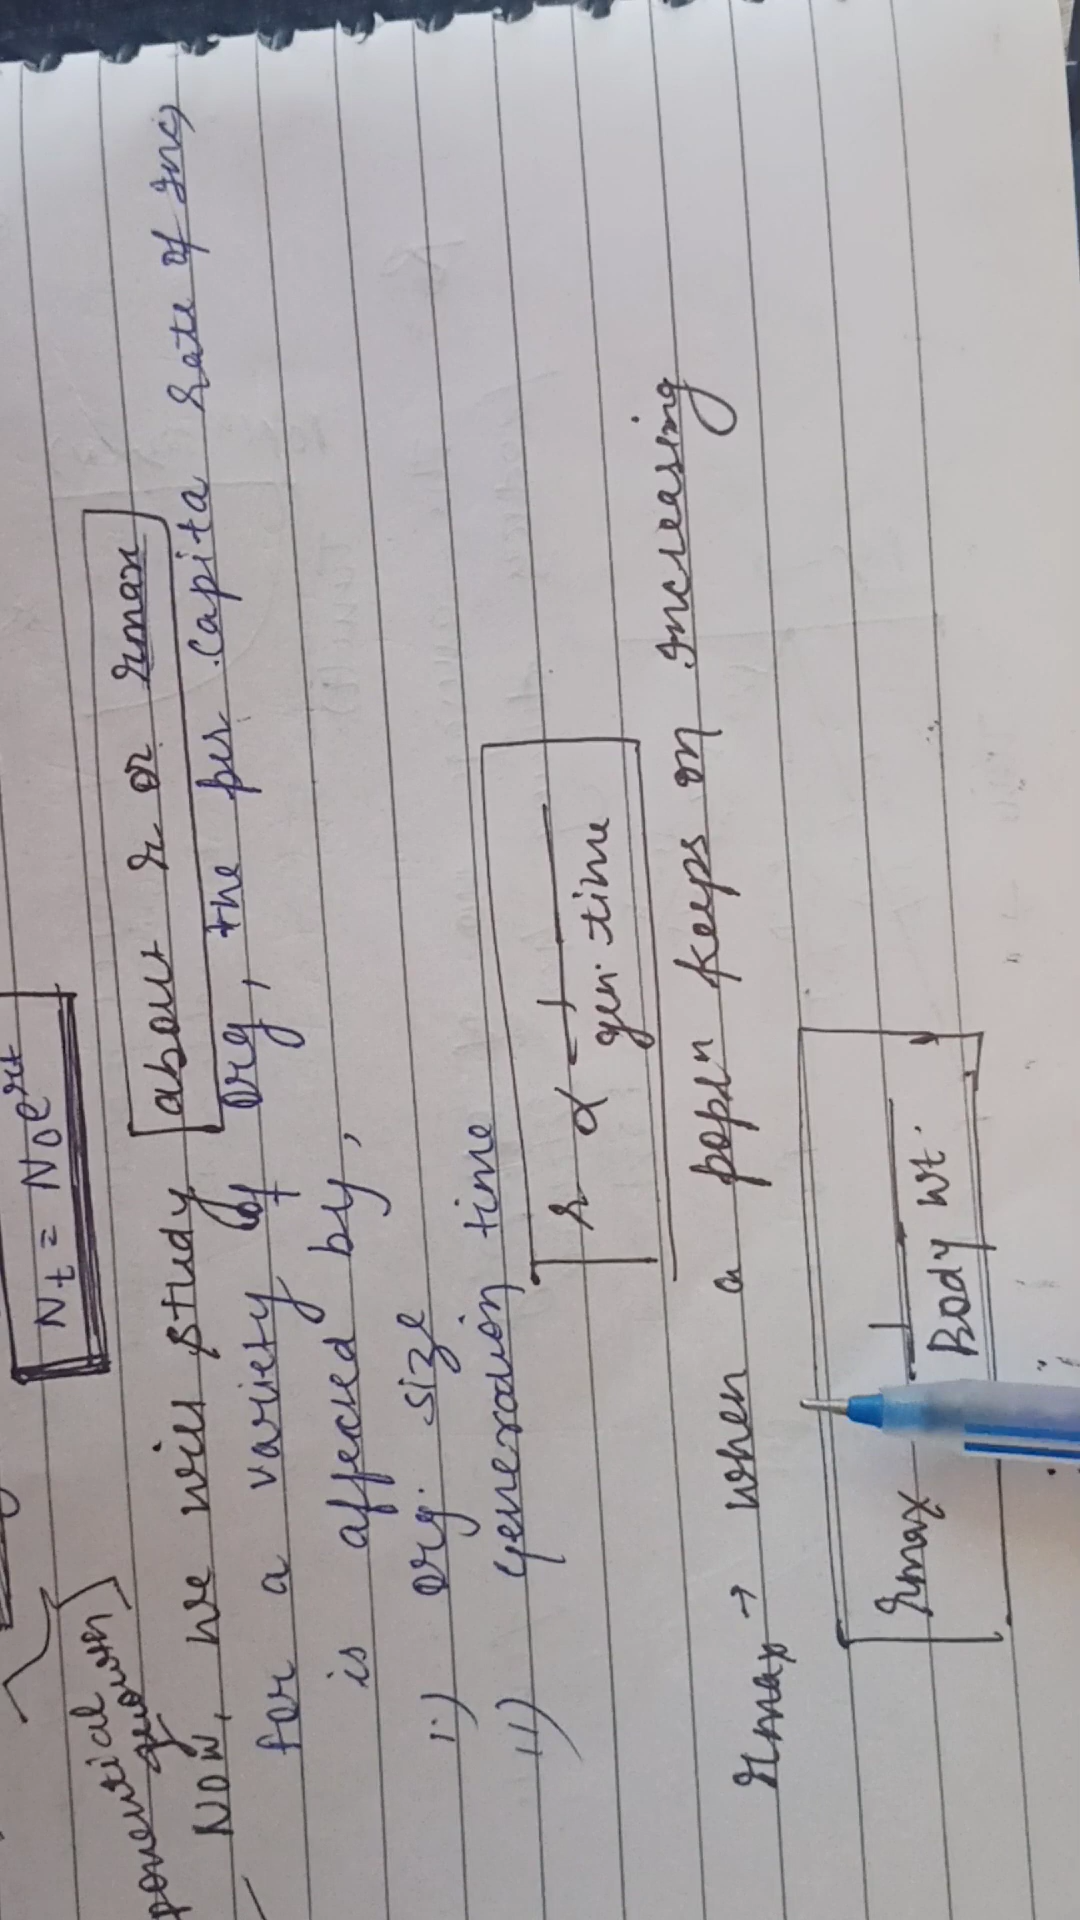 Nt = N0e^rt
ponential growth
Now, we will study about r or rmax
for a variety of org, the per capita rate of Inc)
is affected by,
i) org. size
ii) generation time
r α 1/gen. time
rmax → when a popln keeps on Increasing
rmax 1/Body wt.